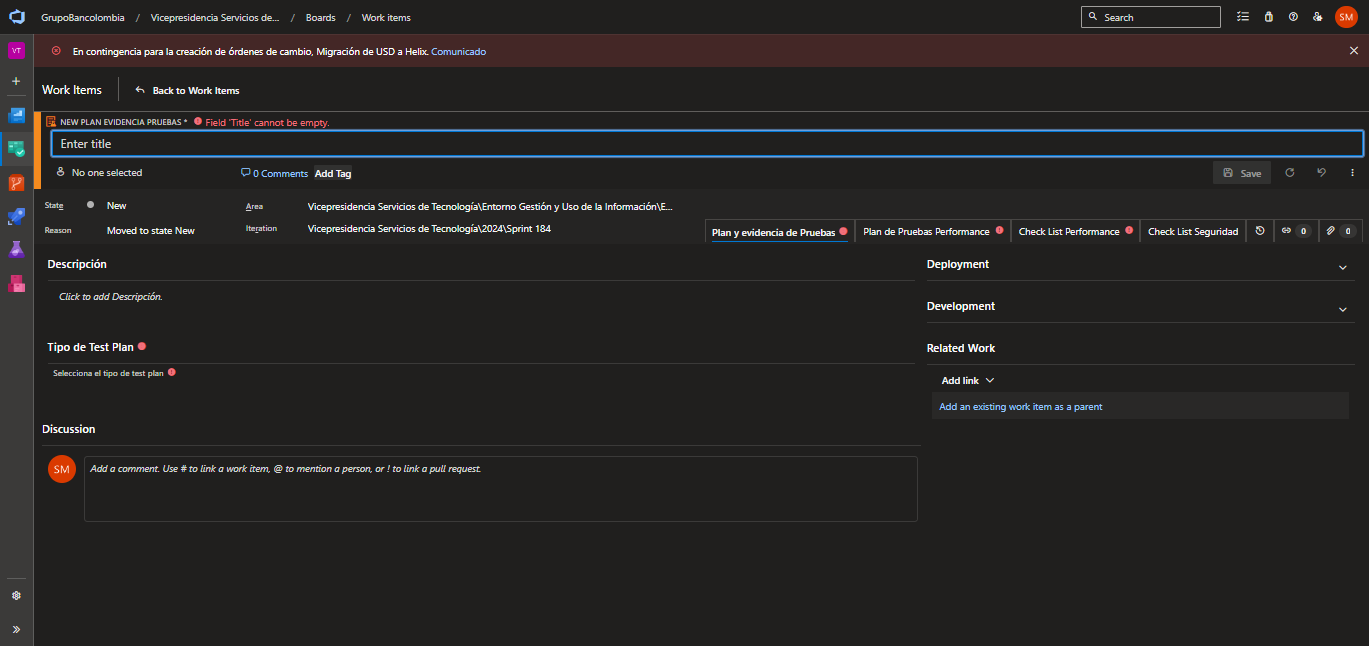 GrupoBancolombia / Vicepresidencia Servicios de... / Boards / Work items
Search
SM
VT
En contingencia para la creación de órdenes de cambio, Migración de USD a Helix. Comunicado
Work Items
Back to Work Items
NEW PLAN EVIDENCIA PRUEBAS * Field 'Title' cannot be empty.
Enter title
No one selected
0 Comments
Add Tag
Save
State
New
Area
Vicepresidencia Servicios de Tecnología\Entorno Gestión y Uso de la Información\E...
Reason
Moved to state New
Iteration
Vicepresidencia Servicios de Tecnología\2024\Sprint 184
Plan y evidencia de Pruebas
Plan de Pruebas Performance
Check List Performance
Check List Seguridad
0
0
Descripción
Click to add Descripción.
Tipo de Test Plan
Selecciona el tipo de test plan
Discussion
SM
Add a comment. Use # to link a work item, @ to mention a person, or ! to link a pull request.
Deployment
Development
Related Work
Add link
Add an existing work item as a parent